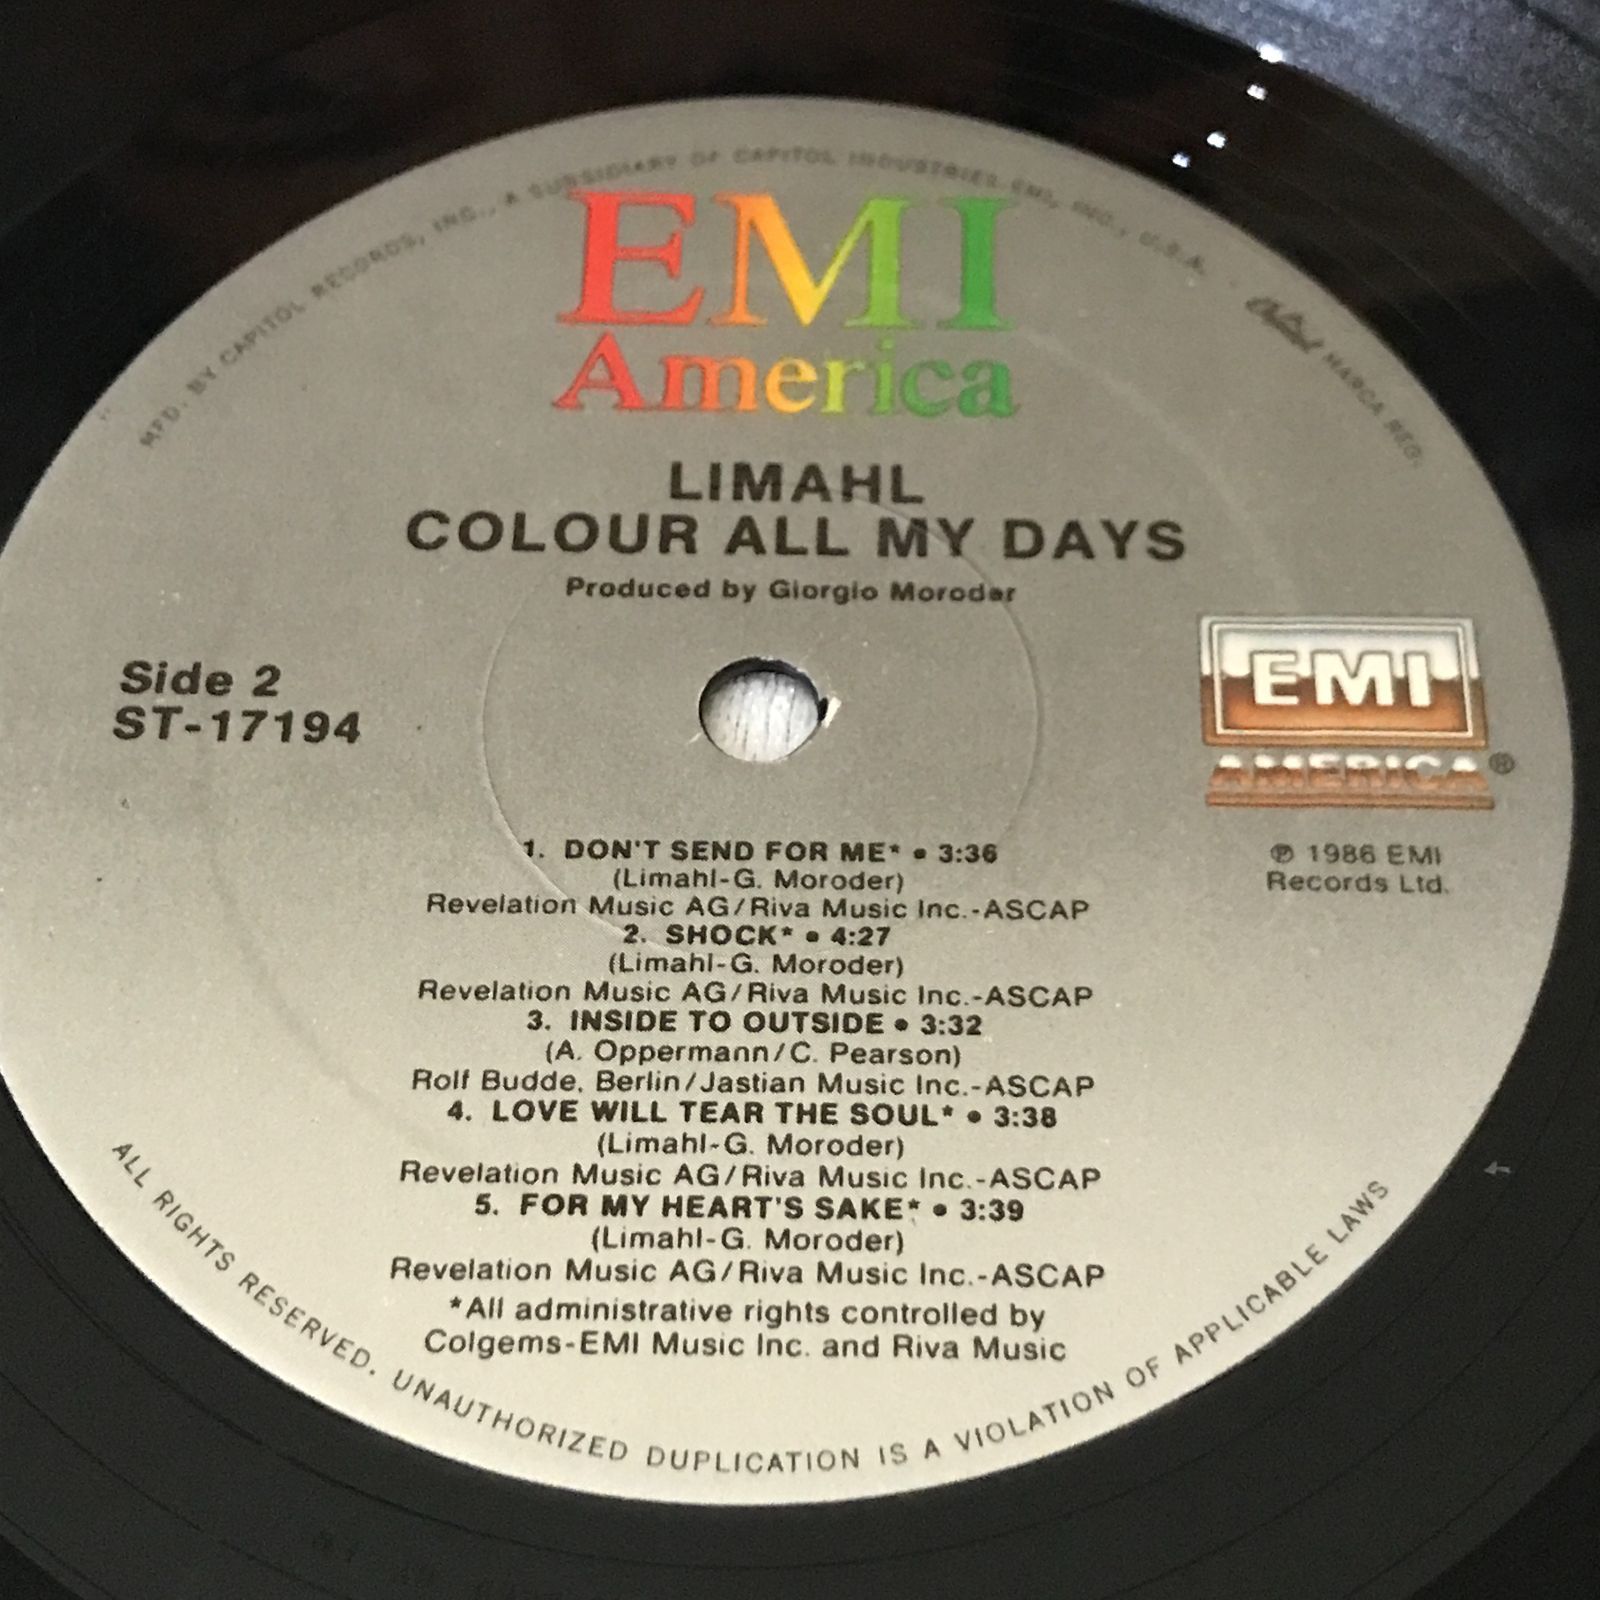 MFD. BY CAPITOL RECORDS, INC., A SUBSIDIARY OF CAPITOL INDUSTRIES EMI, INC., U.S.A.
Capitol MARCA REG.
EMI
America
LIMAHL
COLOUR ALL MY DAYS
Produced by Giorgio Moroder
Side 2
ST-17194
EMI
AMERICA®
℗ 1986 EMI
Records Ltd.
1. DON'T SEND FOR ME* • 3:36
(Limahl-G. Moroder)
Revelation Music AG/Riva Music Inc.-ASCAP
2. SHOCK* • 4:27
(Limahl-G. Moroder)
Revelation Music AG/Riva Music Inc.-ASCAP
3. INSIDE TO OUTSIDE • 3:32
(A. Oppermann/C. Pearson)
Rolf Budde, Berlin/Jastian Music Inc.-ASCAP
4. LOVE WILL TEAR THE SOUL* • 3:38
(Limahl-G. Moroder)
Revelation Music AG/Riva Music Inc.-ASCAP
5. FOR MY HEART'S SAKE* • 3:39
(Limahl-G. Moroder)
Revelation Music AG/Riva Music Inc.-ASCAP
*All administrative rights controlled by
Colgems-EMI Music Inc. and Riva Music
ALL RIGHTS RESERVED. UNAUTHORIZED DUPLICATION IS A VIOLATION OF APPLICABLE LAWS